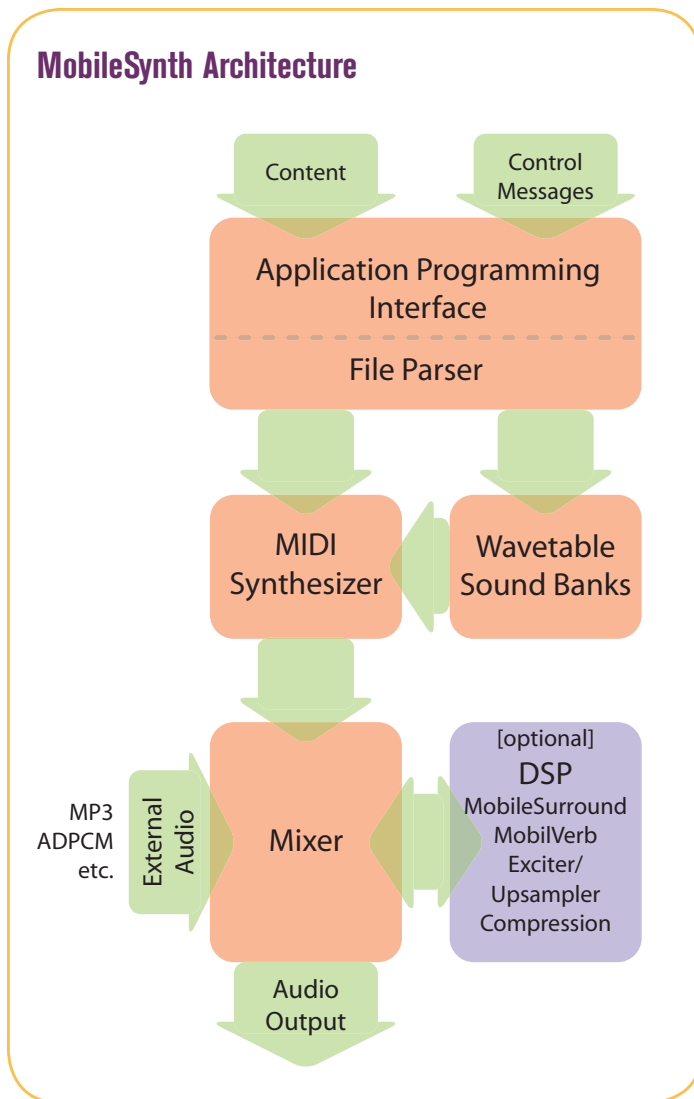 MobileSynth Architecture
Content
Control
Messages
Application Programming
Interface
File Parser
MIDI
Synthesizer
Wavetable
Sound Banks
MP3
ADPCM
etc.
External
Audio
Mixer
[optional]
DSP
MobileSurround
MobilVerb
Exciter/
Upsampler
Compression
Audio
Output